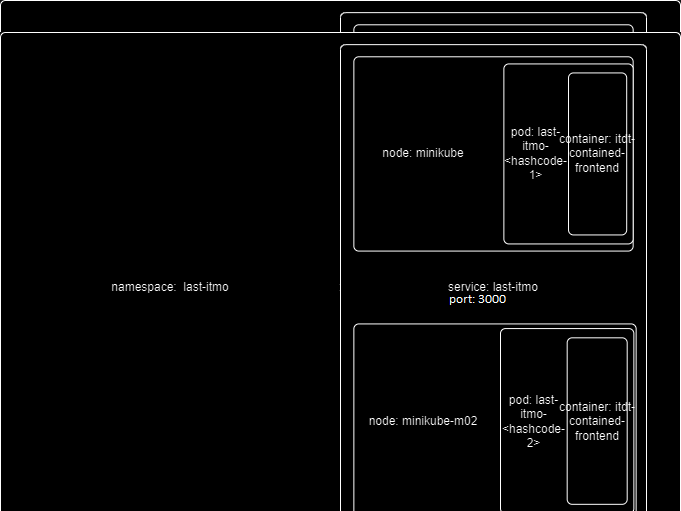 node: minikube
pod: last-
itmo-
<hashcode-
1>
container: itdt-
contained-
frontend
namespace:  last-itmo
service: last-itmo
port: 3000
node: minikube-m02
pod: last-
itmo-
<hashcode-
2>
container: itdt-
contained-
frontend